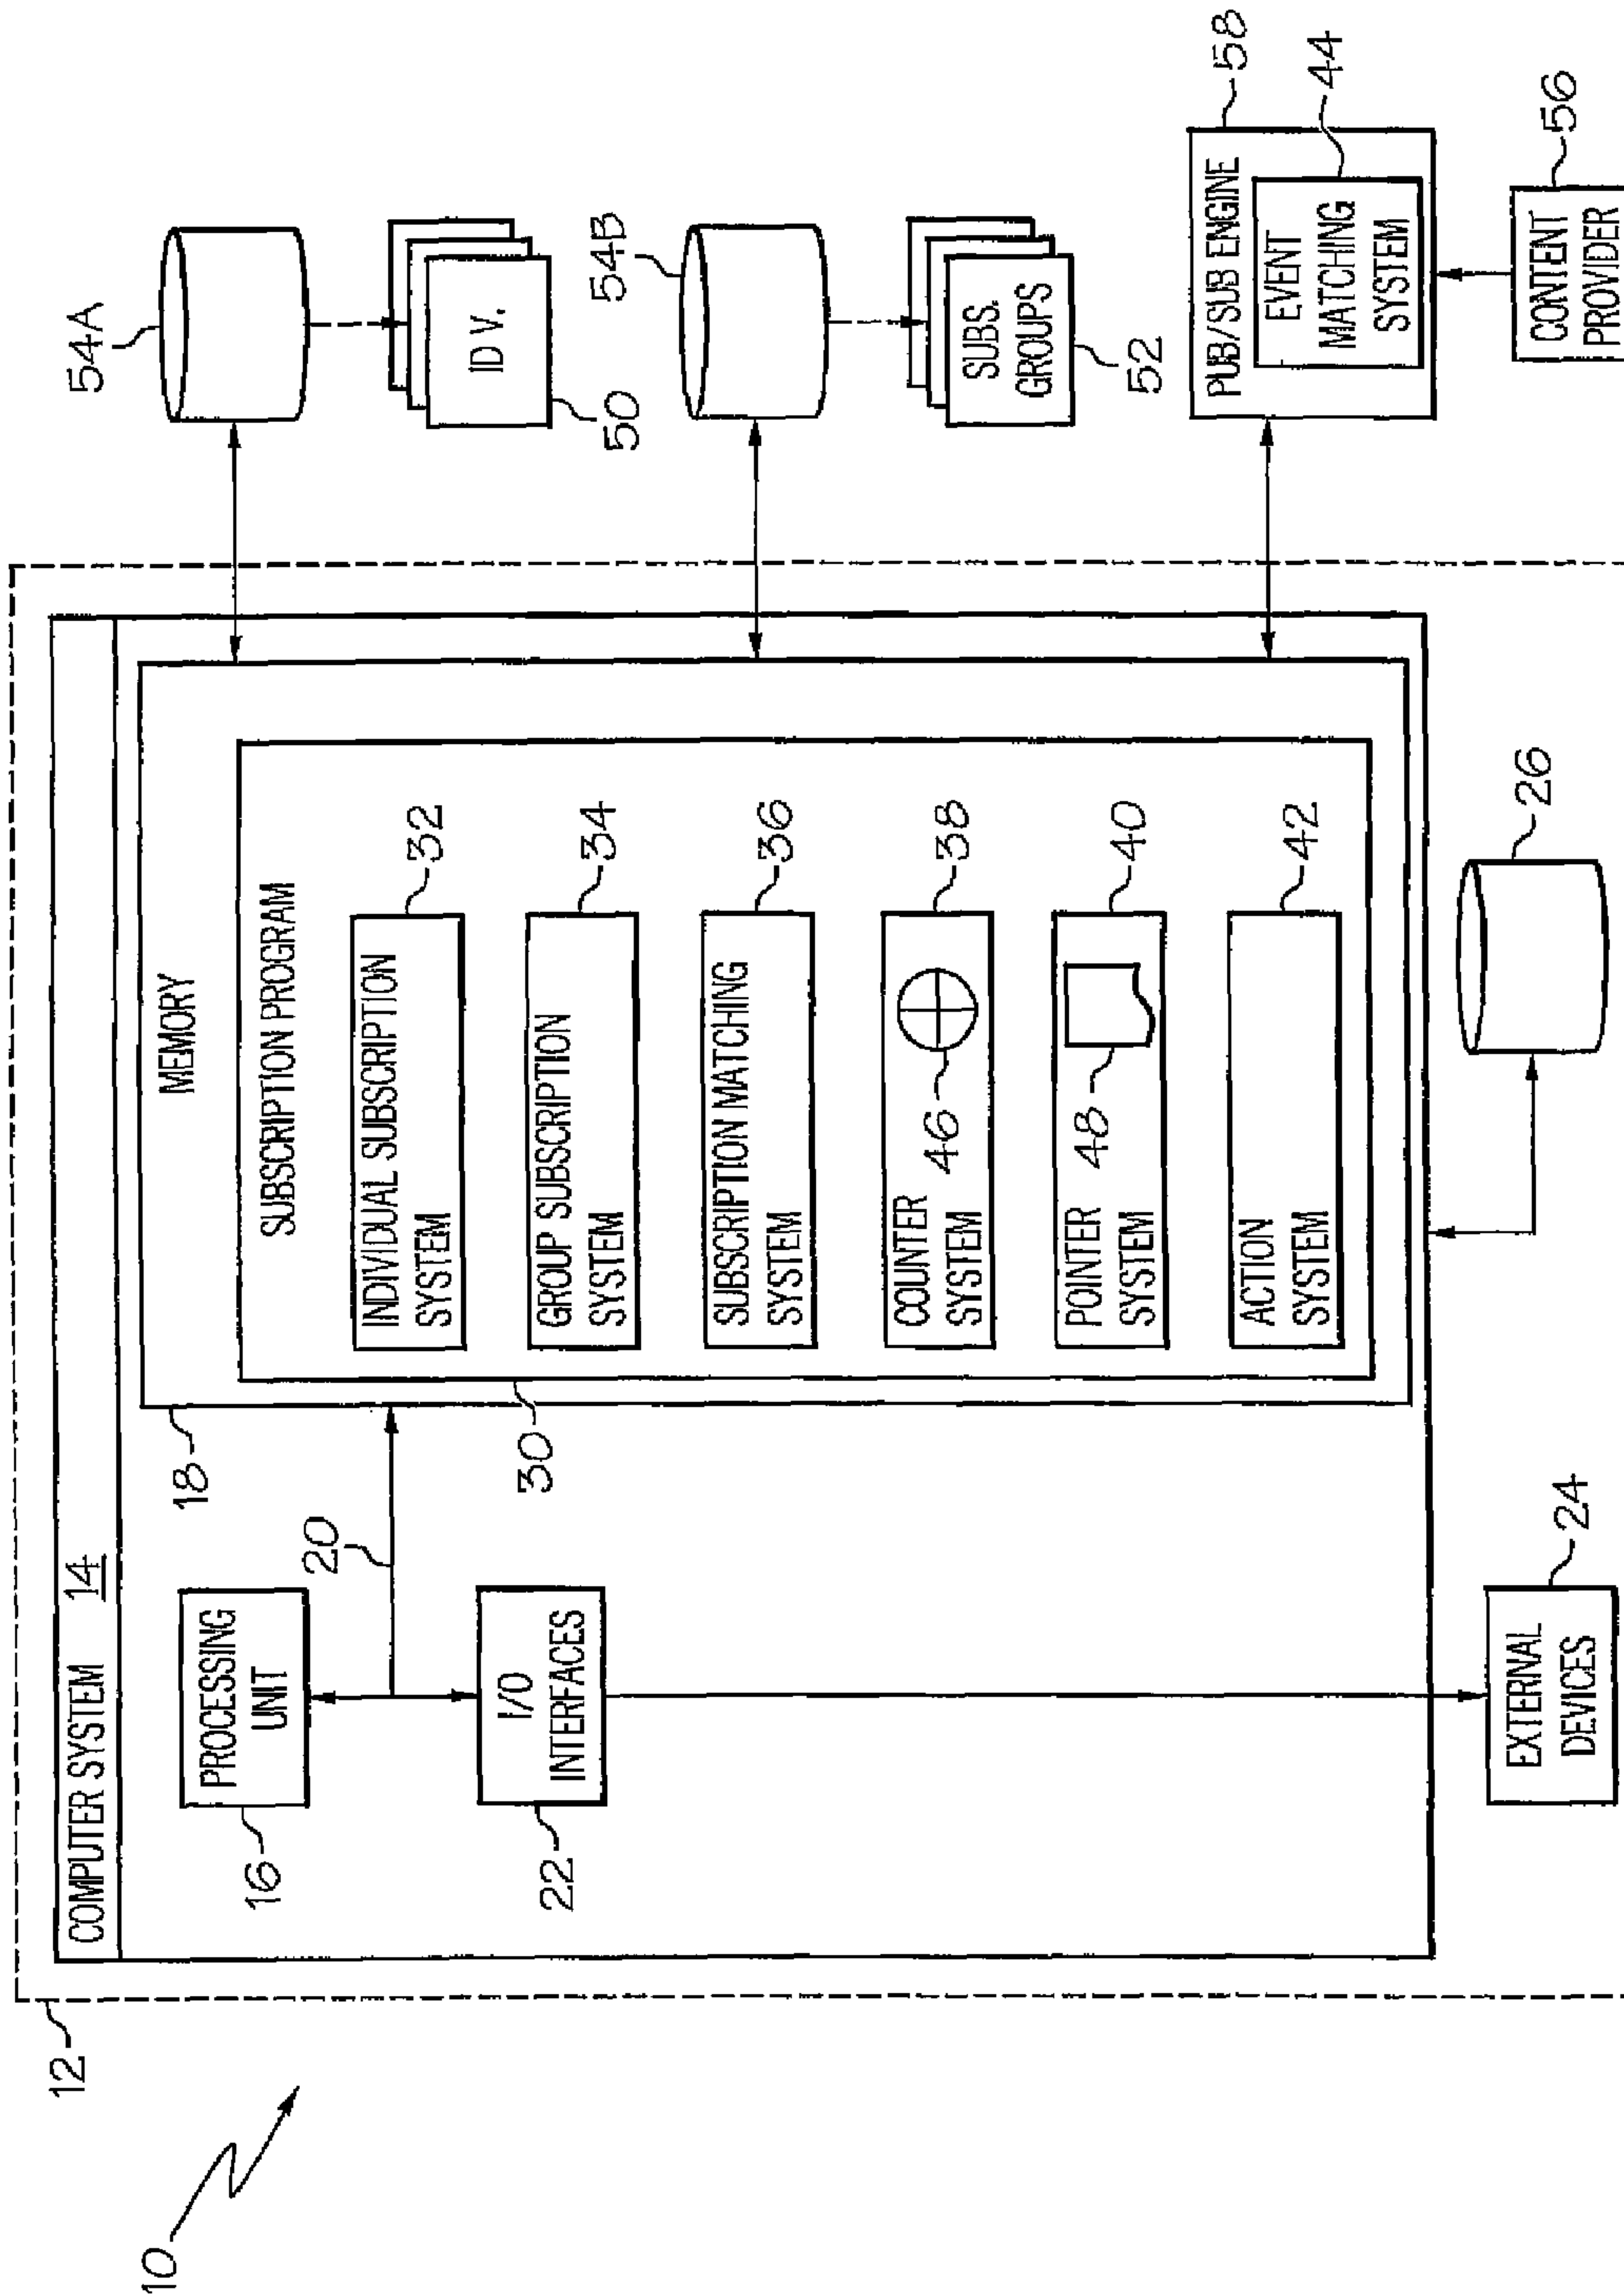 10
12
COMPUTER SYSTEM 14
16
PROCESSING
UNIT
20
22
I/O
INTERFACES
18
MEMORY
30
SUBSCRIPTION PROGRAM
INDIVIDUAL SUBSCRIPTION
SYSTEM
32
GROUP SUBSCRIPTION
SYSTEM
34
SUBSCRIPTION MATCHING
SYSTEM
36
COUNTER
SYSTEM
46
38
POINTER
SYSTEM
48
40
ACTION
SYSTEM
42
54A
ID V.
50
54B
SUBS.
GROUPS
52
PUB/SUB ENGINE
58
EVENT
MATCHING
SYSTEM
44
CONTENT
PROVIDER
56
EXTERNAL
DEVICES
24
26